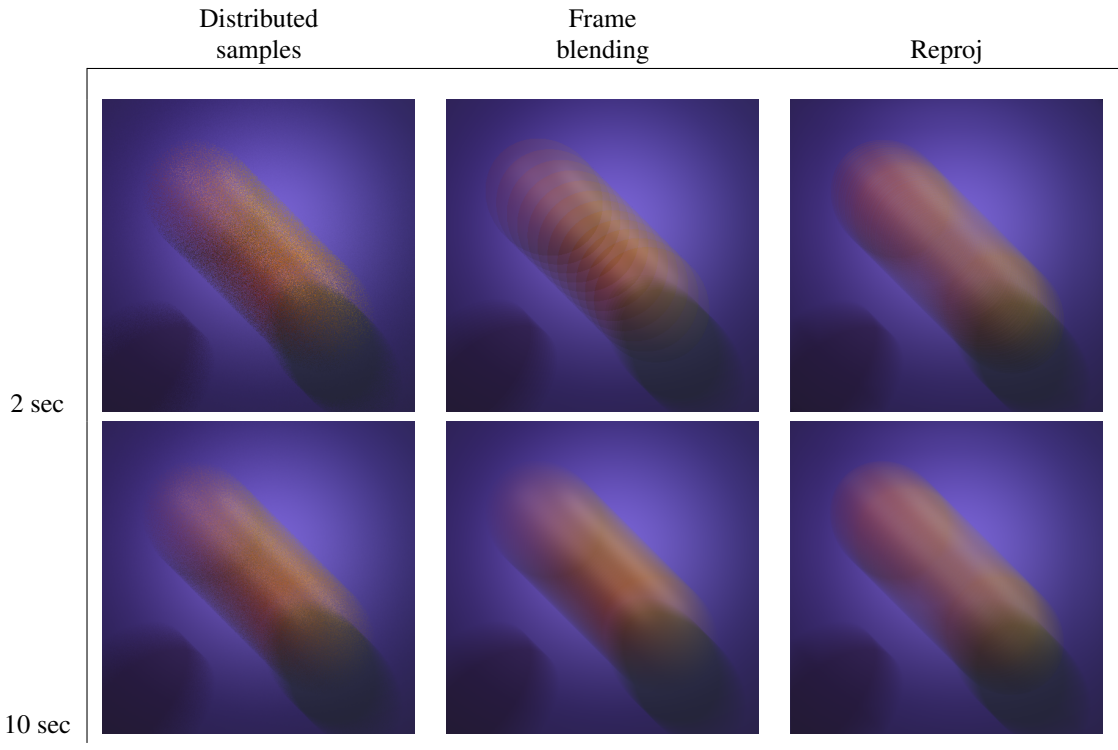 Distributed
samples
Frame
blending
Reproj
2 sec
10 sec